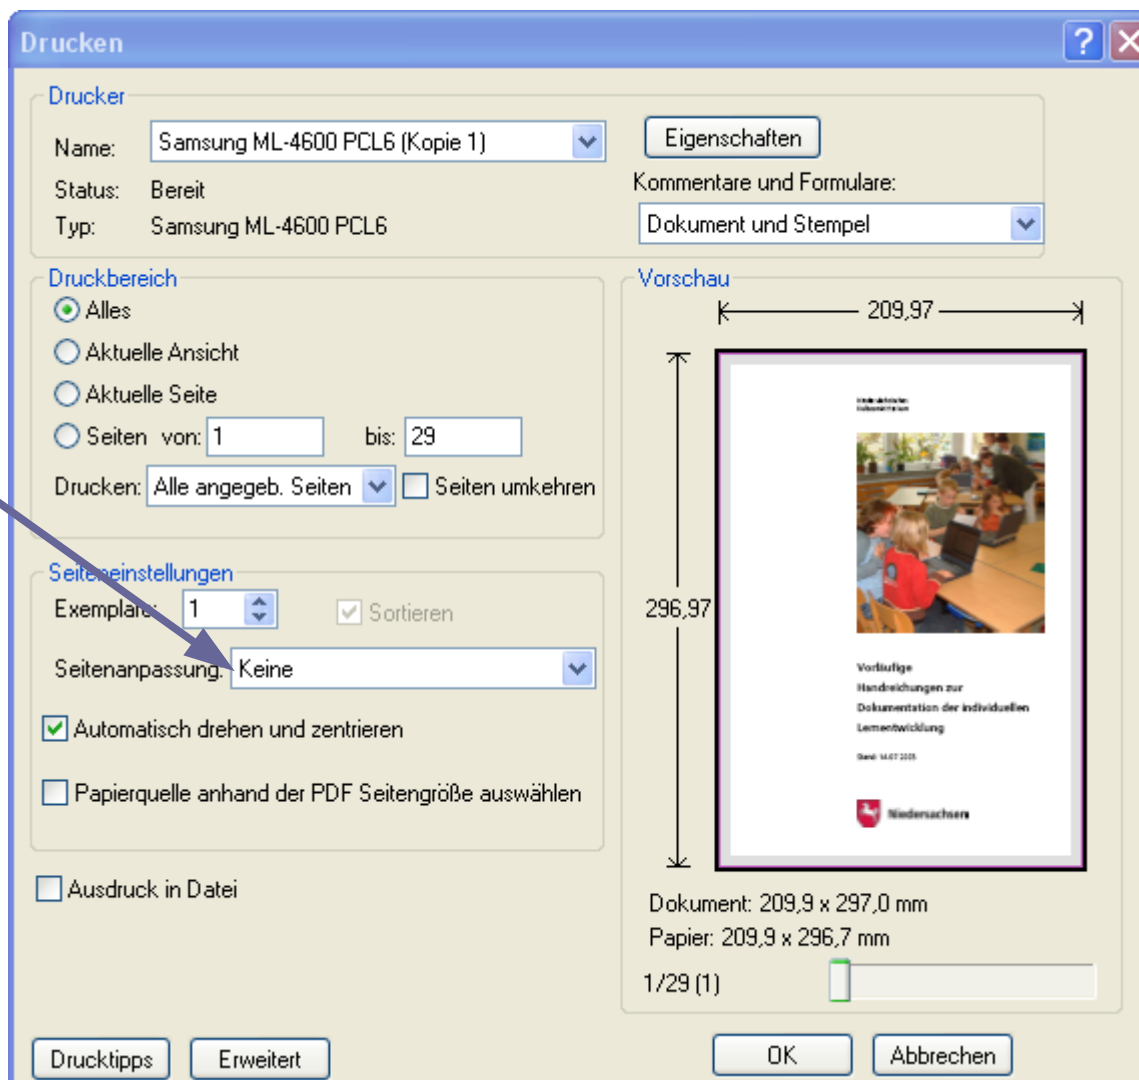 Drucken
Drucker
Name: Samsung ML-4600 PCL6 (Kopie 1)
Eigenschaften
Status: Bereit
Kommentare und Formulare:
Typ: Samsung ML-4600 PCL6
Dokument und Stempel
Druckbereich
Alles
Aktuelle Ansicht
Aktuelle Seite
Seiten von: 1 bis: 29
Drucken: Alle angegeb. Seiten Seiten umkehren
Seiteneinstellungen
Exemplare: 1 Sortieren
Seitenanpassung: Keine
Automatisch drehen und zentrieren
Papierquelle anhand der PDF Seitengröße auswählen
Ausdruck in Datei
Vorschau
209,97
296,97
Vorläufige
Handreichungen zur
Dokumentation der individuellen
Lernentwicklung
Niedersachsen
Dokument: 209,9 x 297,0 mm
Papier: 209,9 x 296,7 mm
1/29 (1)
Drucktipps
Erweitert
OK
Abbrechen